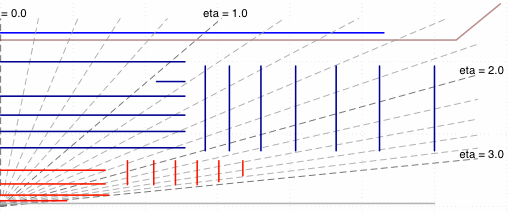 = 0.0
eta = 1.0
eta = 2.0
eta = 3.0